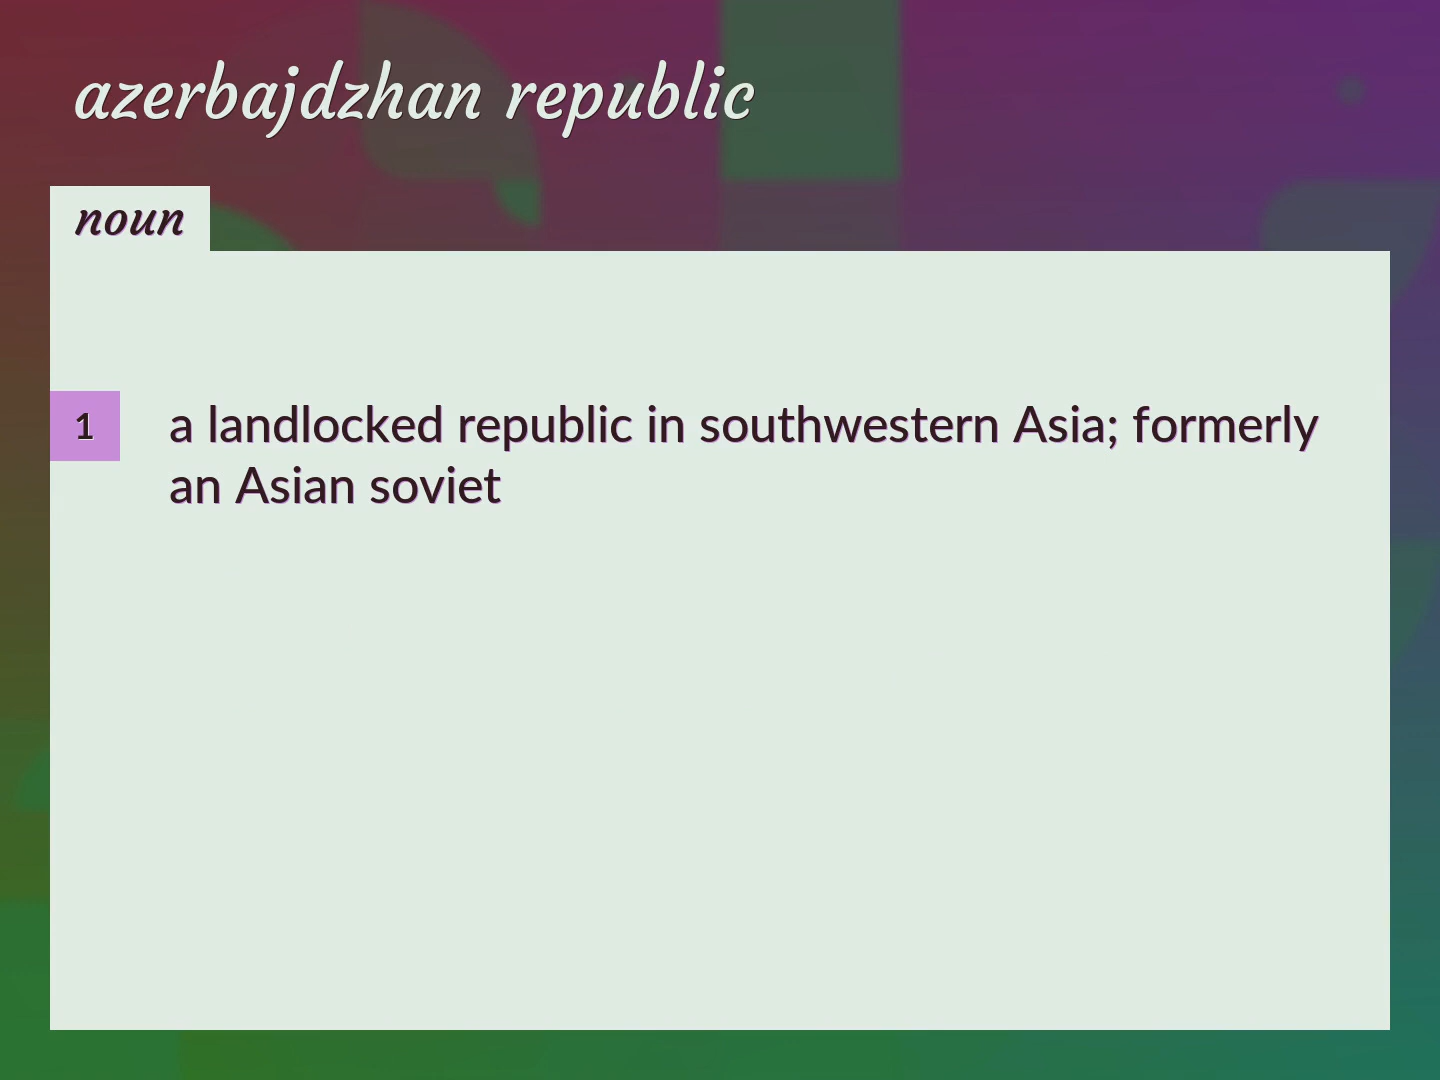 azerbajdzhan republic
noun
1
a landlocked republic in southwestern Asia; formerly
an Asian soviet